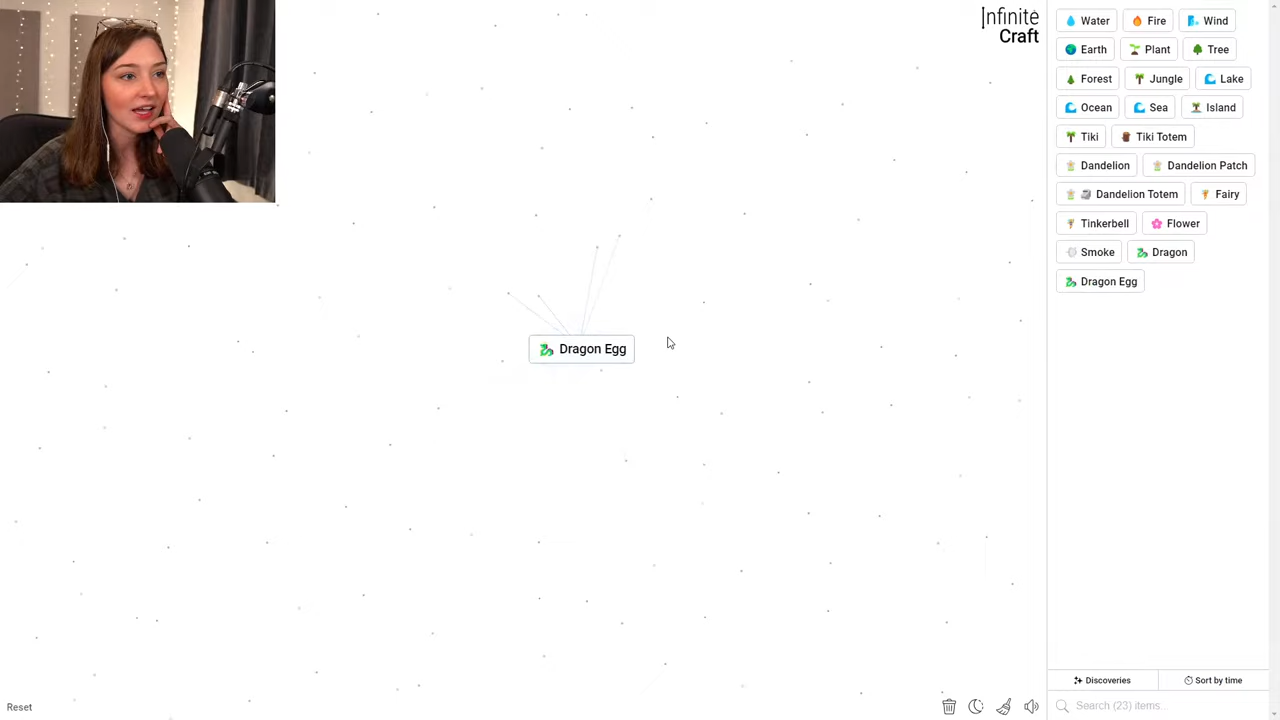 Infinite
Craft
Water
Fire
Wind
Earth
Plant
Tree
Forest
Jungle
Lake
Ocean
Sea
Island
Tiki
Tiki Totem
Dandelion
Dandelion Patch
Dandelion Totem
Fairy
Tinkerbell
Flower
Smoke
Dragon
Dragon Egg
Dragon Egg
Reset
Discoveries
Sort by time
Search (23) items...